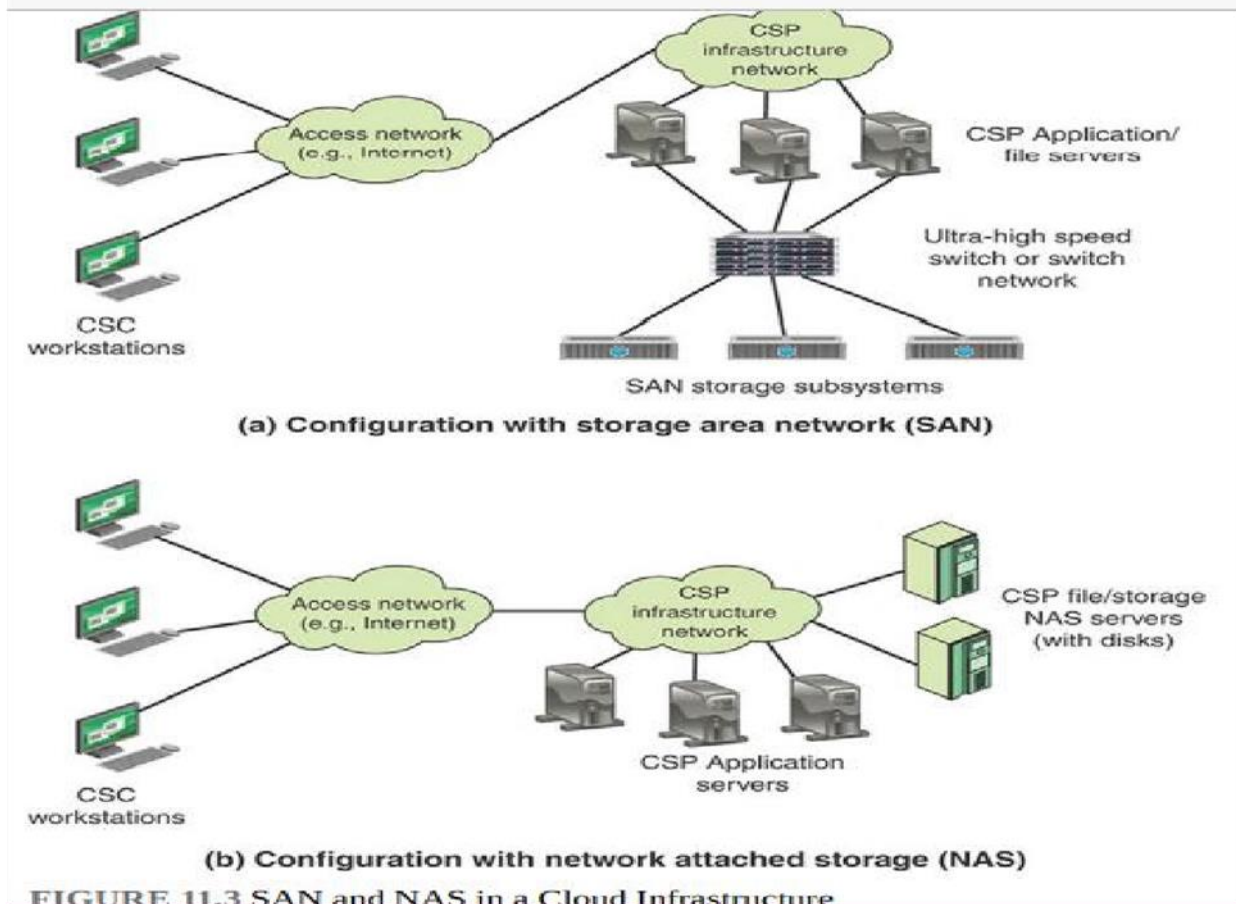 CSP
infrastructure
network
Access network
(e.g., Internet)
CSP Application/
file servers
Ultra-high speed
switch or switch
network
CSC
workstations
SAN storage subsystems
(a) Configuration with storage area network (SAN)
Access network
(e.g., Internet)
CSP
infrastructure
network
CSP file/storage
NAS servers
(with disks)
CSP Application
servers
CSC
workstations
(b) Configuration with network attached storage (NAS)
FIGURE 11.3 SAN and NAS in a Cloud Infrastructure